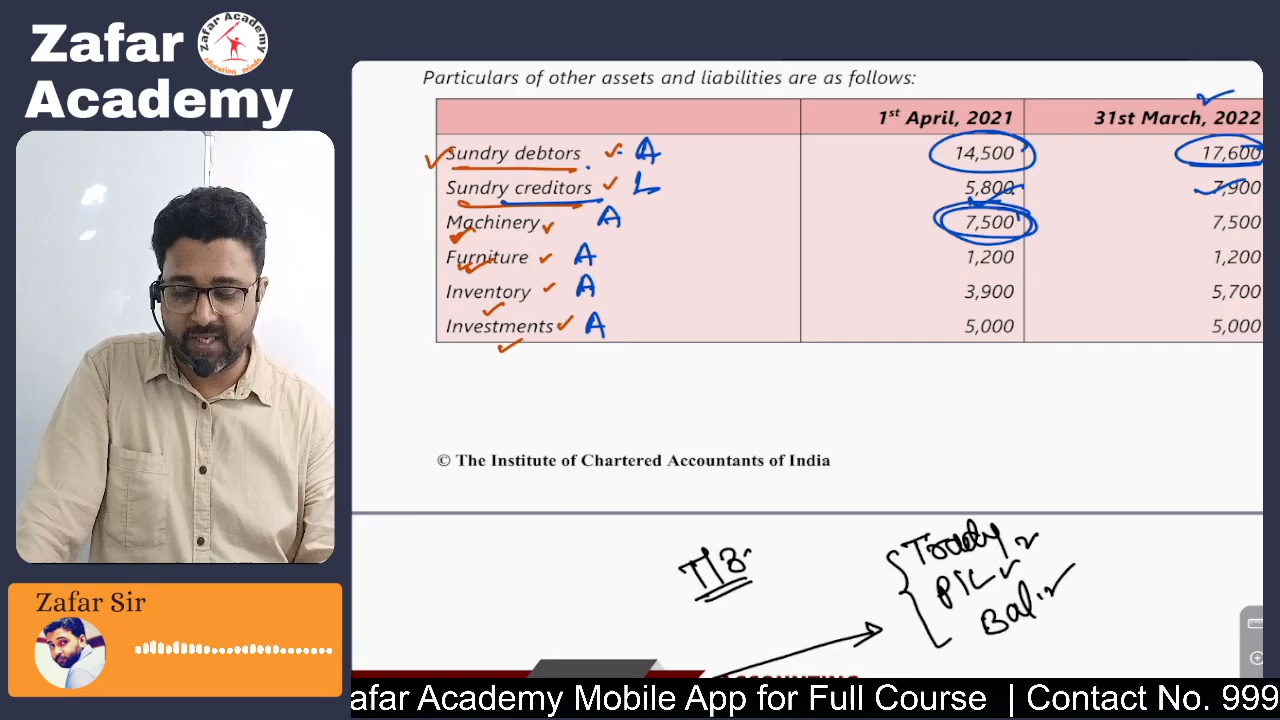 Zafar
Academy
Zafar Academy
educating minds
Particulars of other assets and liabilities are as follows:
1st April, 2021 31st March, 2022
Sundry debtors A 14,500 17,600
Sundry creditors L 5,800 7,900
Machinery A 7,500 7,500
Furniture A 1,200 1,200
Inventory A 3,900 5,700
Investments A 5,000 5,000
© The Institute of Chartered Accountants of India
Bal.
Zafar Sir
afar Academy Mobile App for Full Course | Contact No. 999